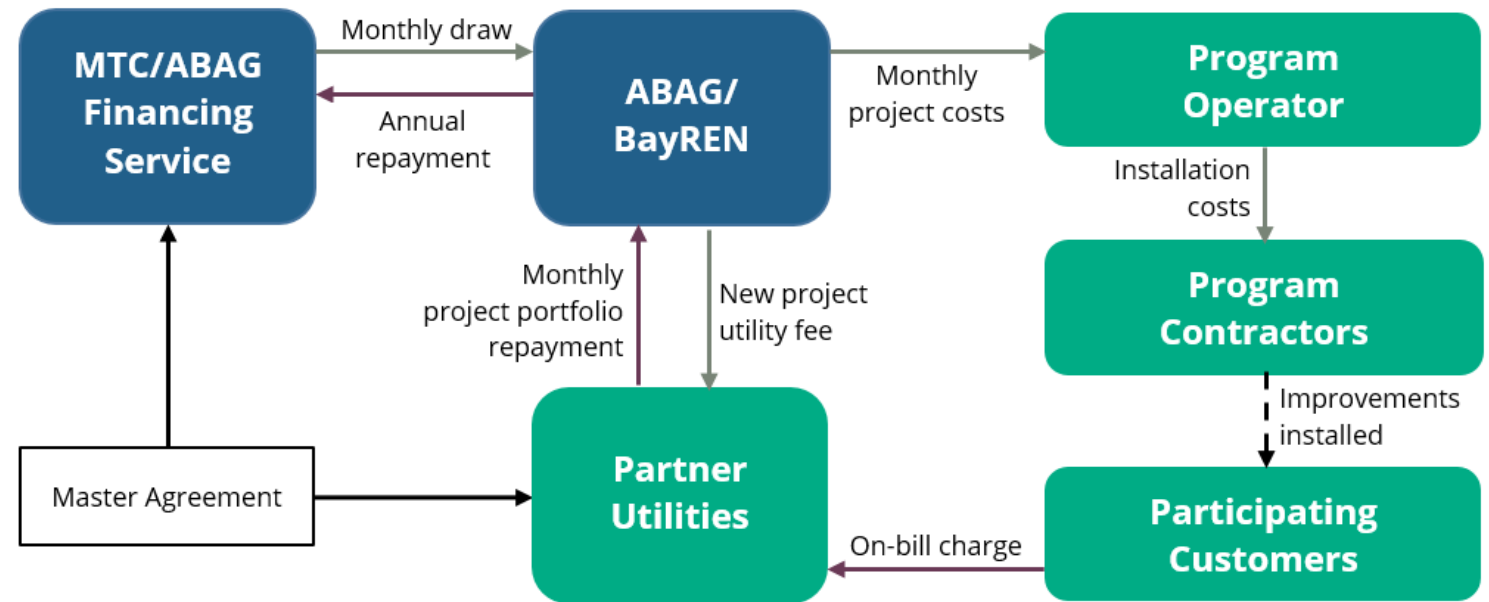 MTC/ABAG
Financing
Service
Monthly draw
Annual
repayment
ABAG/
BayREN
Monthly
project costs
Program
Operator
Installation
costs
Program
Contractors
Improvements
installed
Participating
Customers
On-bill charge
Partner
Utilities
Monthly
project portfolio
repayment
New project
utility fee
Master Agreement